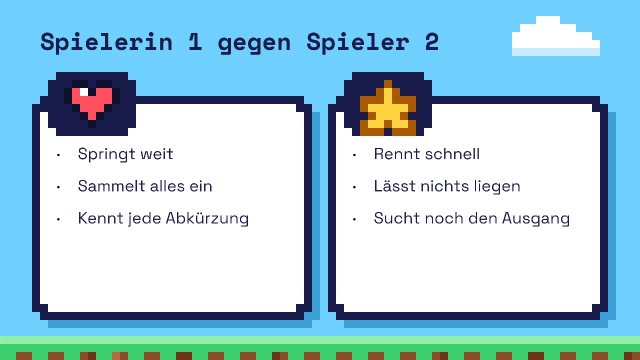 Spielerin 1 gegen Spieler 2
· Springt weit
· Sammelt alles ein
· Kennt jede Abkürzung
· Rennt schnell
· Lässt nichts liegen
· Sucht noch den Ausgang